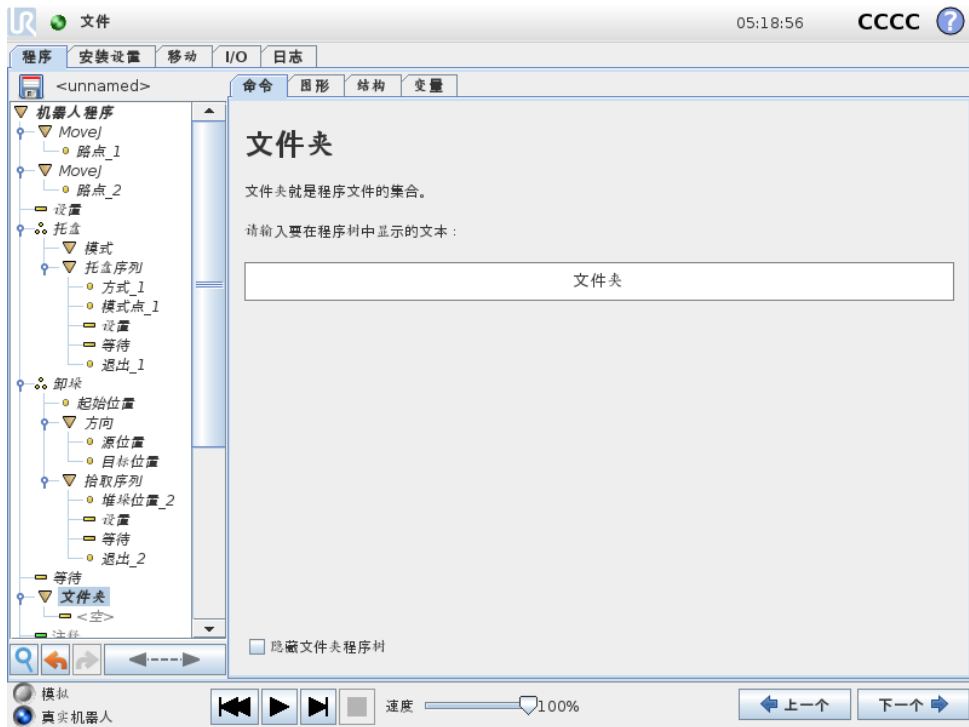 UR 文件 05:18:56 CCCC ?
程序 安装设置 移动 I/O 日志
<unnamed> 命令 图形 结构 变量
机器人程序
MoveJ
路点_1
MoveJ
路点_2
设置
托盘
模式
托盘序列
方式_1
模式点_1
设置
等待
退出_1
卸垛
起始位置
方向
源位置
目标位置
拾取序列
堆垛位置_2
设置
等待
退出_2
等待
文件夹
<空>
注释
文件夹
文件夹就是程序文件的集合。
请输入要在程序树中显示的文本：
文件夹
隐藏文件夹程序树
模拟
真实机器人
速度 100%
上一个 下一个